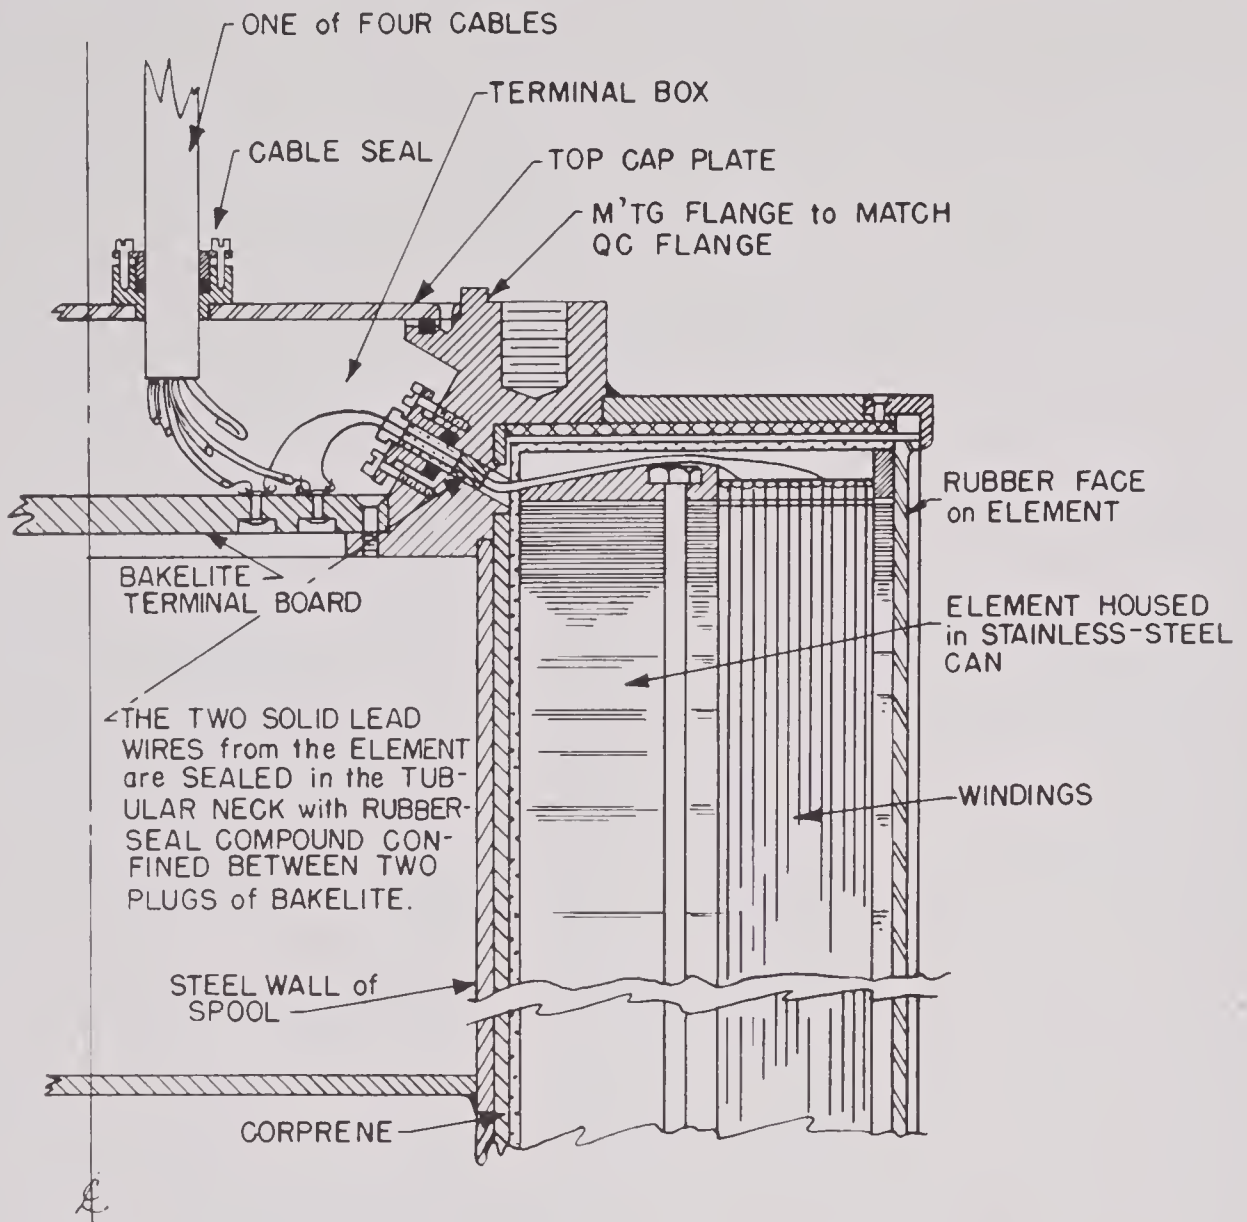 ONE of FOUR CABLES
TERMINAL BOX
CABLE SEAL
TOP CAP PLATE
M'TG FLANGE to MATCH
QC FLANGE
RUBBER FACE
on ELEMENT
BAKELITE
TERMINAL BOARD
ELEMENT HOUSED
in STAINLESS-STEEL
CAN
THE TWO SOLID LEAD
WIRES from the ELEMENT
are SEALED in the TUB-
ULAR NECK with RUBBER-
SEAL COMPOUND CON-
FINED BETWEEN TWO
PLUGS of BAKELITE.
WINDINGS
STEEL WALL of
SPOOL
CORPRENE
℄